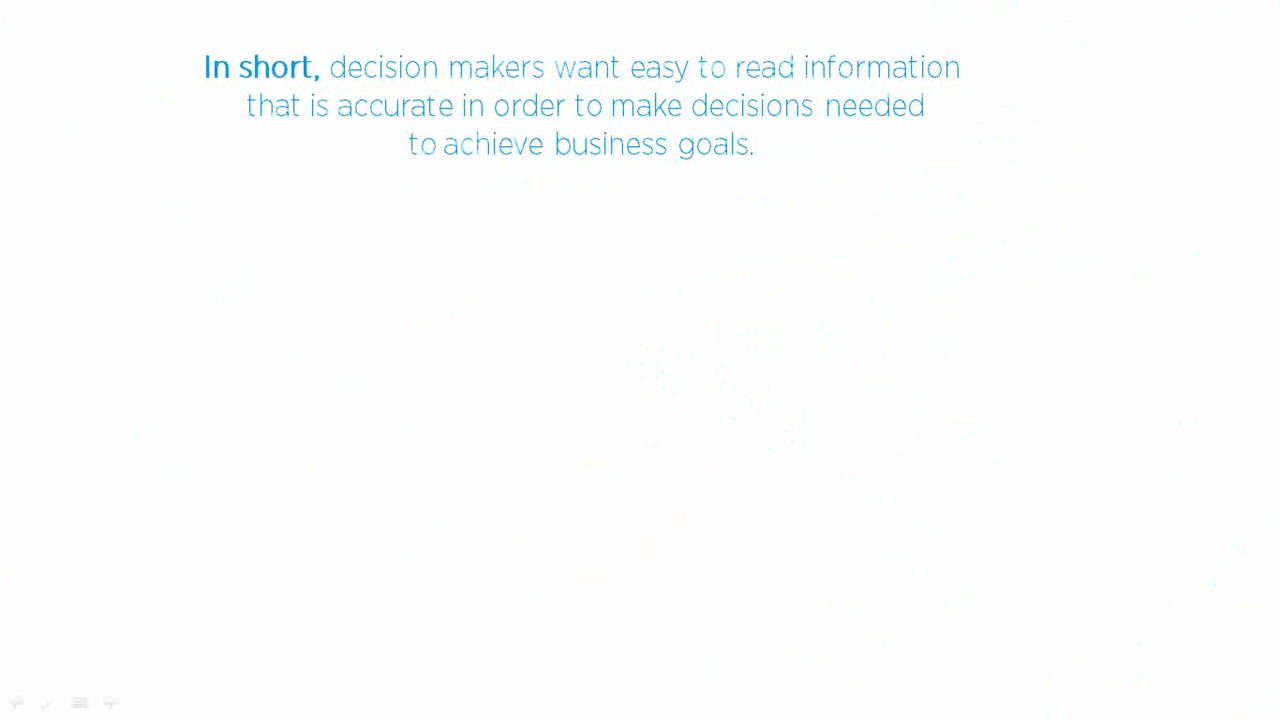 In short, decision makers want easy to read information
that is accurate in order to make decisions needed
to achieve business goals.